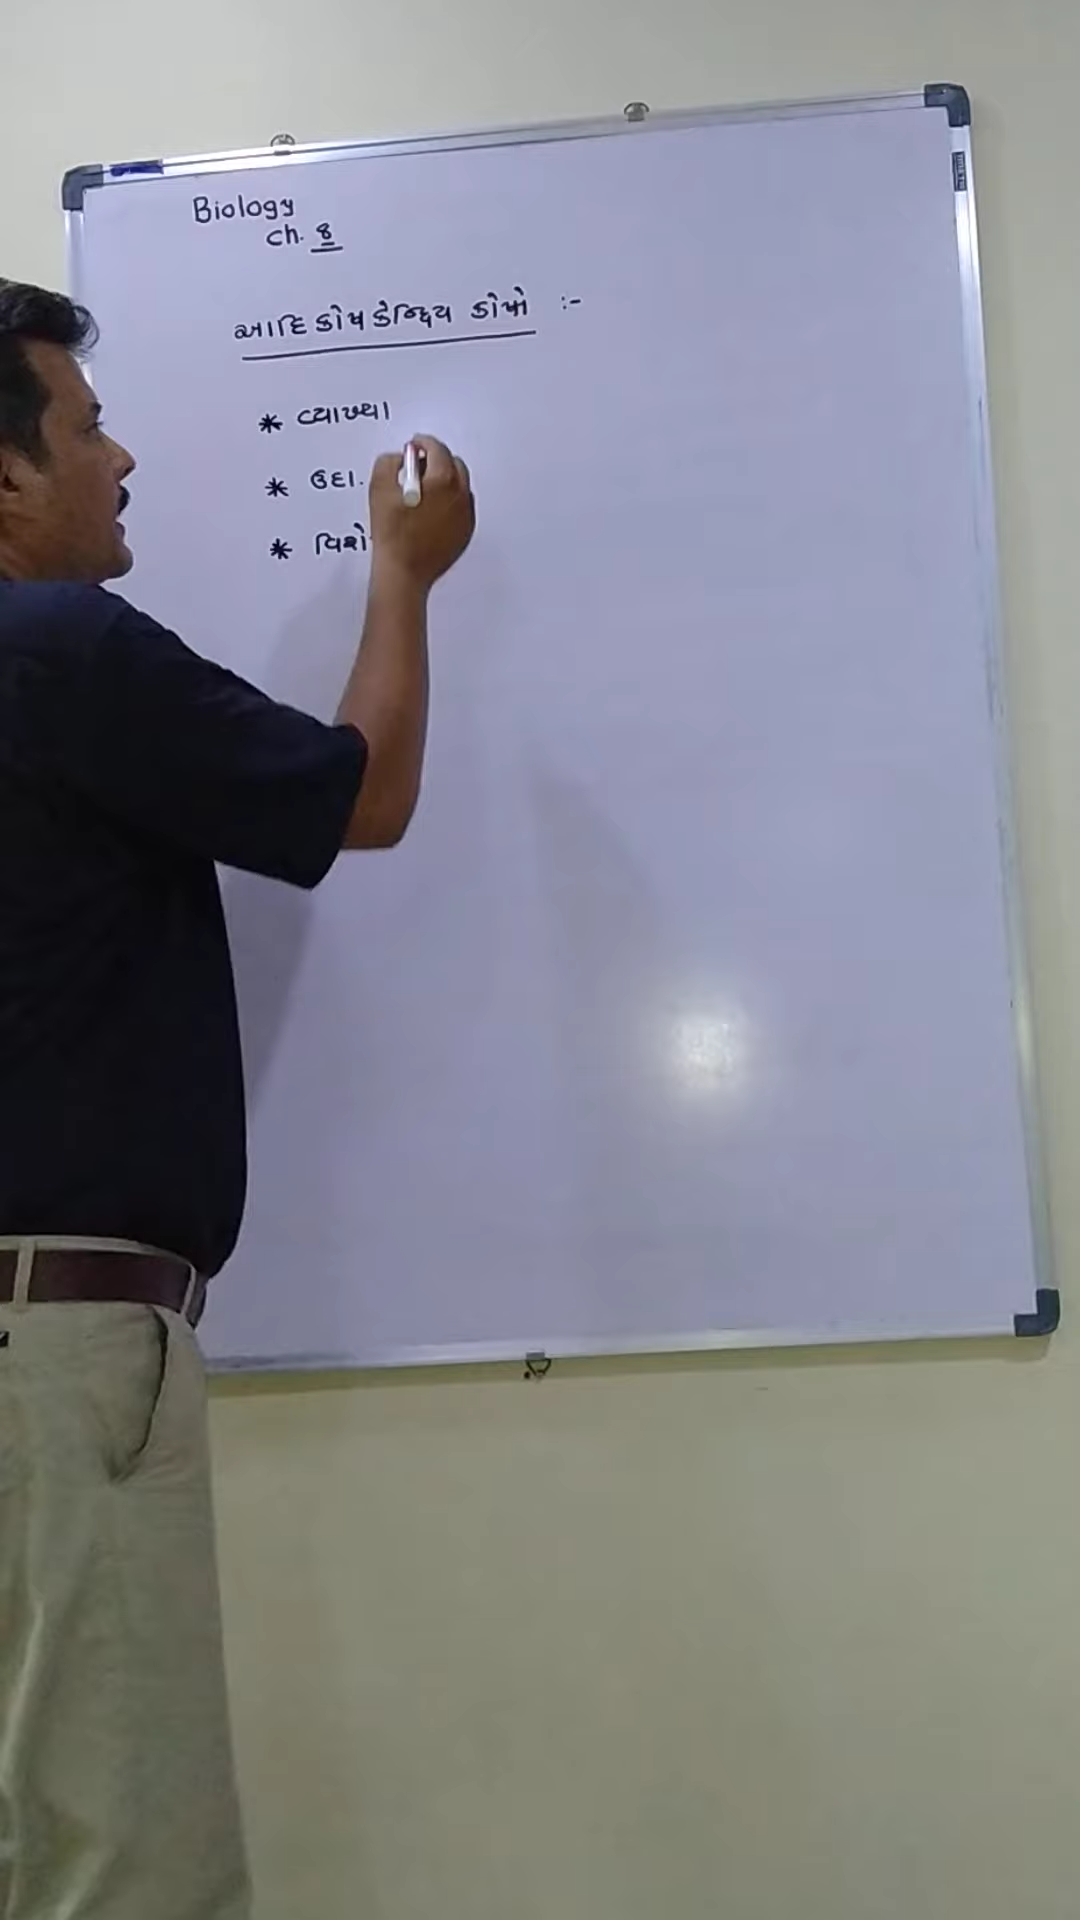 Biology
Ch. 8
આદિકોષકેન્દ્રિય કોષો :-
* વ્યાખ્યા
* ઉદા.
* વિશે